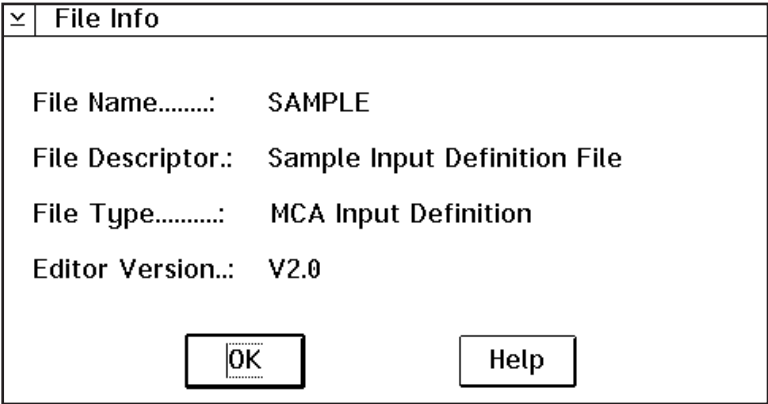 File Info
File Name........: SAMPLE
File Descriptor.: Sample Input Definition File
File Type..........: MCA Input Definition
Editor Version..: V2.0
OK Help